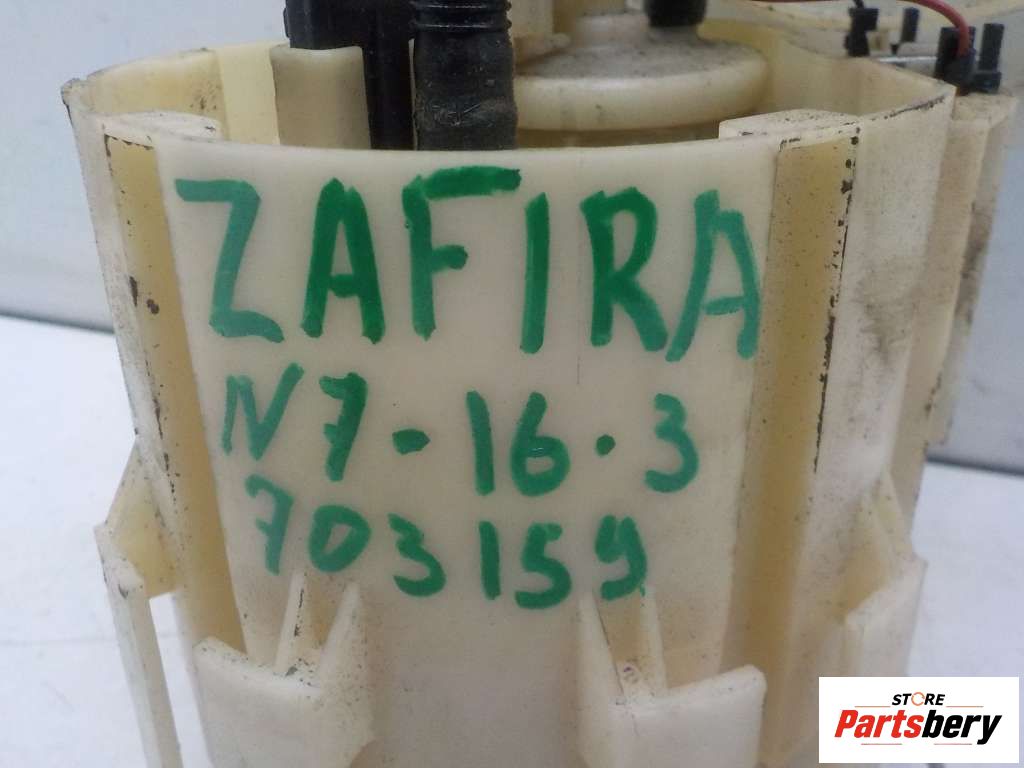 ZAFIRA
N7-16.3
703159
STORE
Partsbery